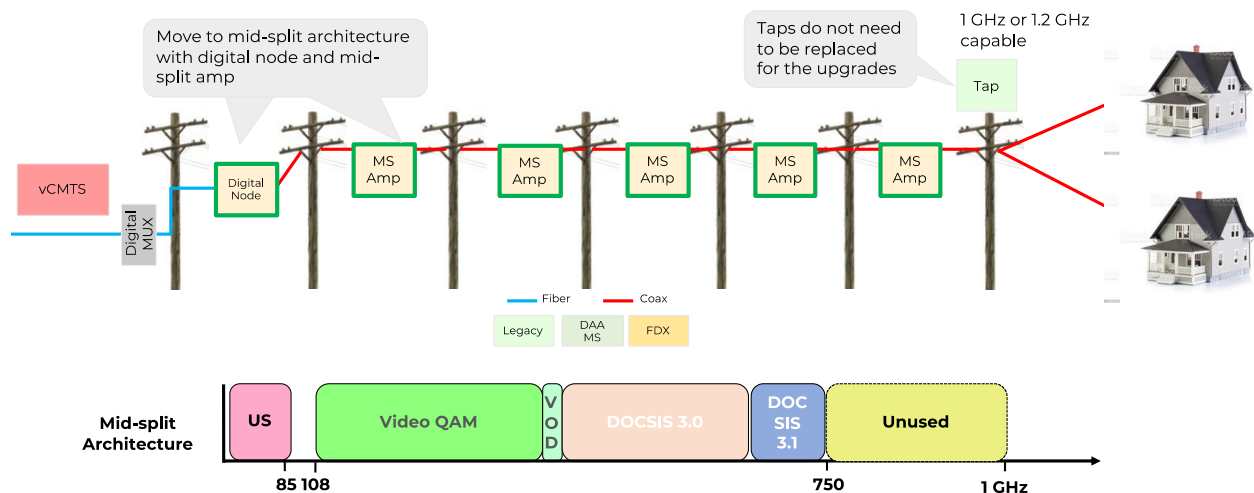 Move to mid-split architecture
with digital node and mid-
split amp
Taps do not need
to be replaced
for the upgrades
1 GHz or 1.2 GHz
capable
Tap
vCMTS
Digital
MUX
Digital
Node
MS
Amp
MS
Amp
MS
Amp
MS
Amp
MS
Amp
Fiber
Coax
Legacy
DAA
MS
FDX
Mid-split
Architecture
US
Video QAM
V
O
D
DOCSIS 3.0
DOC
SIS
3.1
Unused
85 108
750
1 GHz